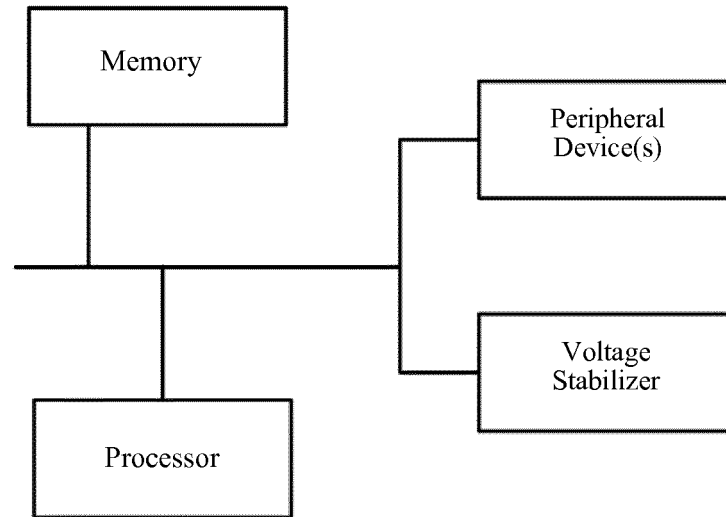 Memory
Peripheral
Device(s)
Voltage
Stabilizer
Processor